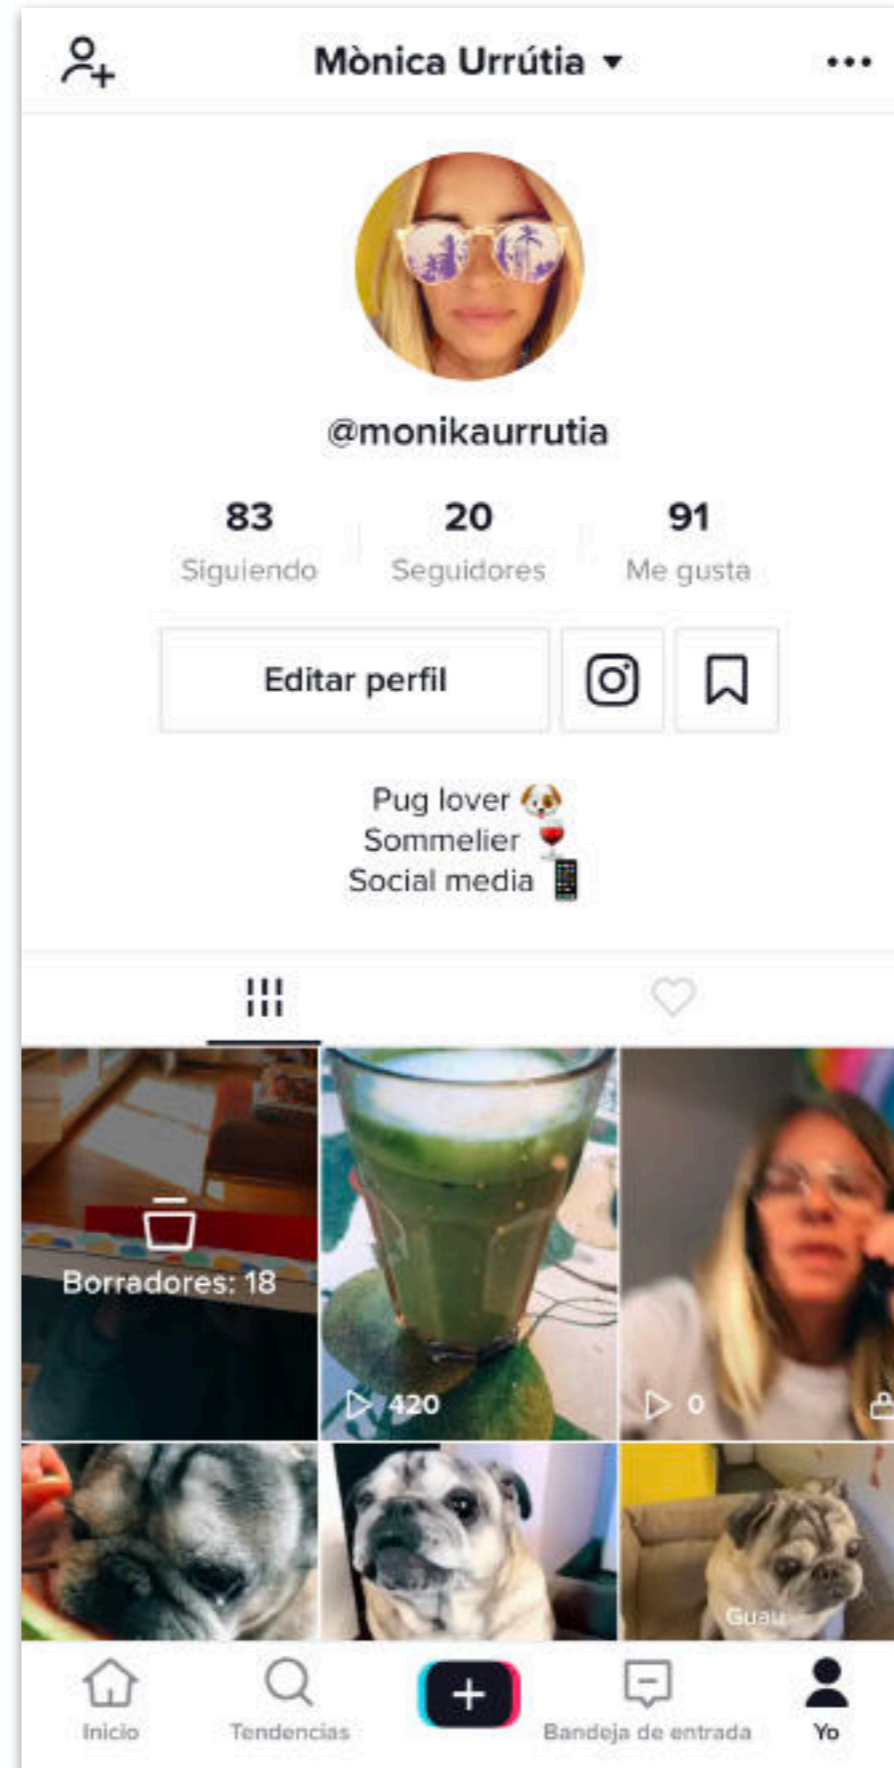 Mònica Urrútia
@monikaurrutia
83 20 91
Siguiendo Seguidores Me gusta
Editar perfil
Pug lover
Sommelier
Social media
Borradores: 18
420
0
Guau
Inicio Tendencias Bandeja de entrada Yo